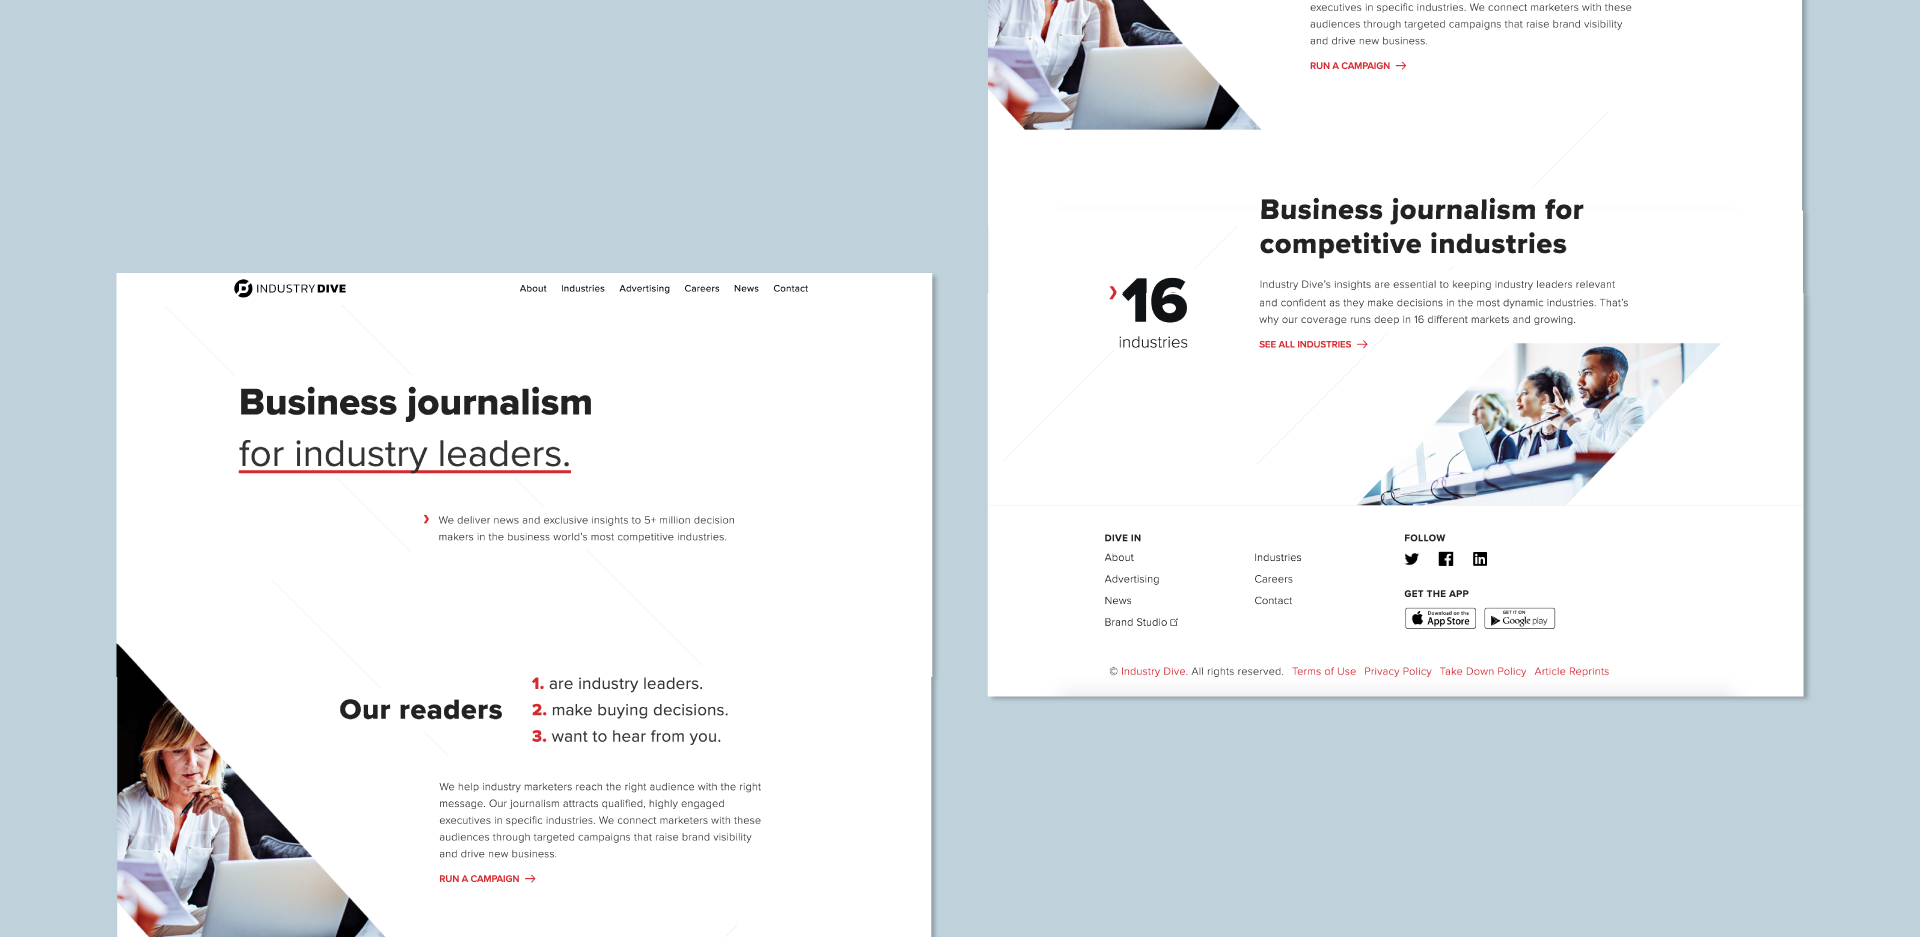 INDUSTRY DIVE
About Industries Advertising Careers News Contact
Business journalism
for industry leaders.
We deliver news and exclusive insights to 5+ million decision
makers in the business world's most competitive industries.
Our readers
1. are industry leaders.
2. make buying decisions.
3. want to hear from you.
We help industry marketers reach the right audience with the right
message. Our journalism attracts qualified, highly engaged
executives in specific industries. We connect marketers with these
audiences through targeted campaigns that raise brand visibility
and drive new business.
RUN A CAMPAIGN →
executives in specific industries. We connect marketers with these
audiences through targeted campaigns that raise brand visibility
and drive new business.
RUN A CAMPAIGN →
16
industries
Business journalism for
competitive industries
Industry Dive's insights are essential to keeping industry leaders relevant
and confident as they make decisions in the most dynamic industries. That's
why our coverage runs deep in 16 different markets and growing.
SEE ALL INDUSTRIES →
DIVE IN
About
Advertising
News
Brand Studio
Industries
Careers
Contact
FOLLOW
GET THE APP
Download on the
App Store
GET IT ON
Google play
© Industry Dive. All rights reserved. Terms of Use Privacy Policy Take Down Policy Article Reprints